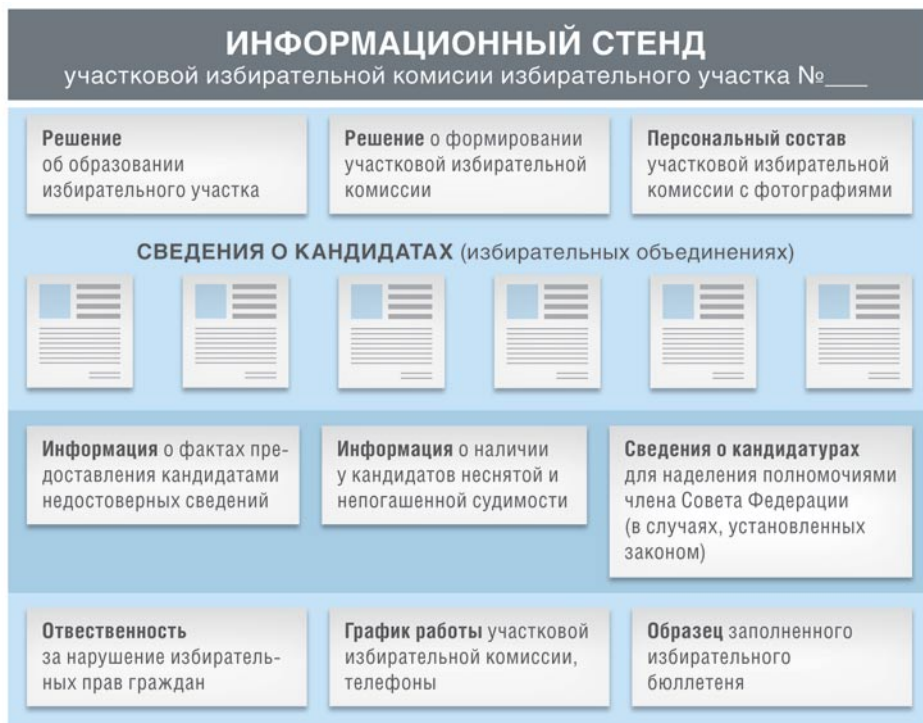 ИНФОРМАЦИОННЫЙ СТЕНД
участковой избирательной комисии избирательного участка №___
Решение
об образовании
избирательного участка
Решение о формировании
участковой избирательной
комиссии
Персональный состав
участковой избирательной
комиссии с фотографиями
СВЕДЕНИЯ О КАНДИДАТАХ (избирательных объединениях)
Информация о фактах пре-
доставления кандидатами
недостоверных сведений
Информация о наличии
у кандидатов неснятой и
непогашенной судимости
Сведения о кандидатурах
для наделения полномочиями
члена Совета Федерации
(в случаях, установленных
законом)
Отвественность
за нарушение избиратель-
ных прав граждан
График работы участковой
избирательной комиссии,
телефоны
Образец заполненного
избирательного
бюллетеня